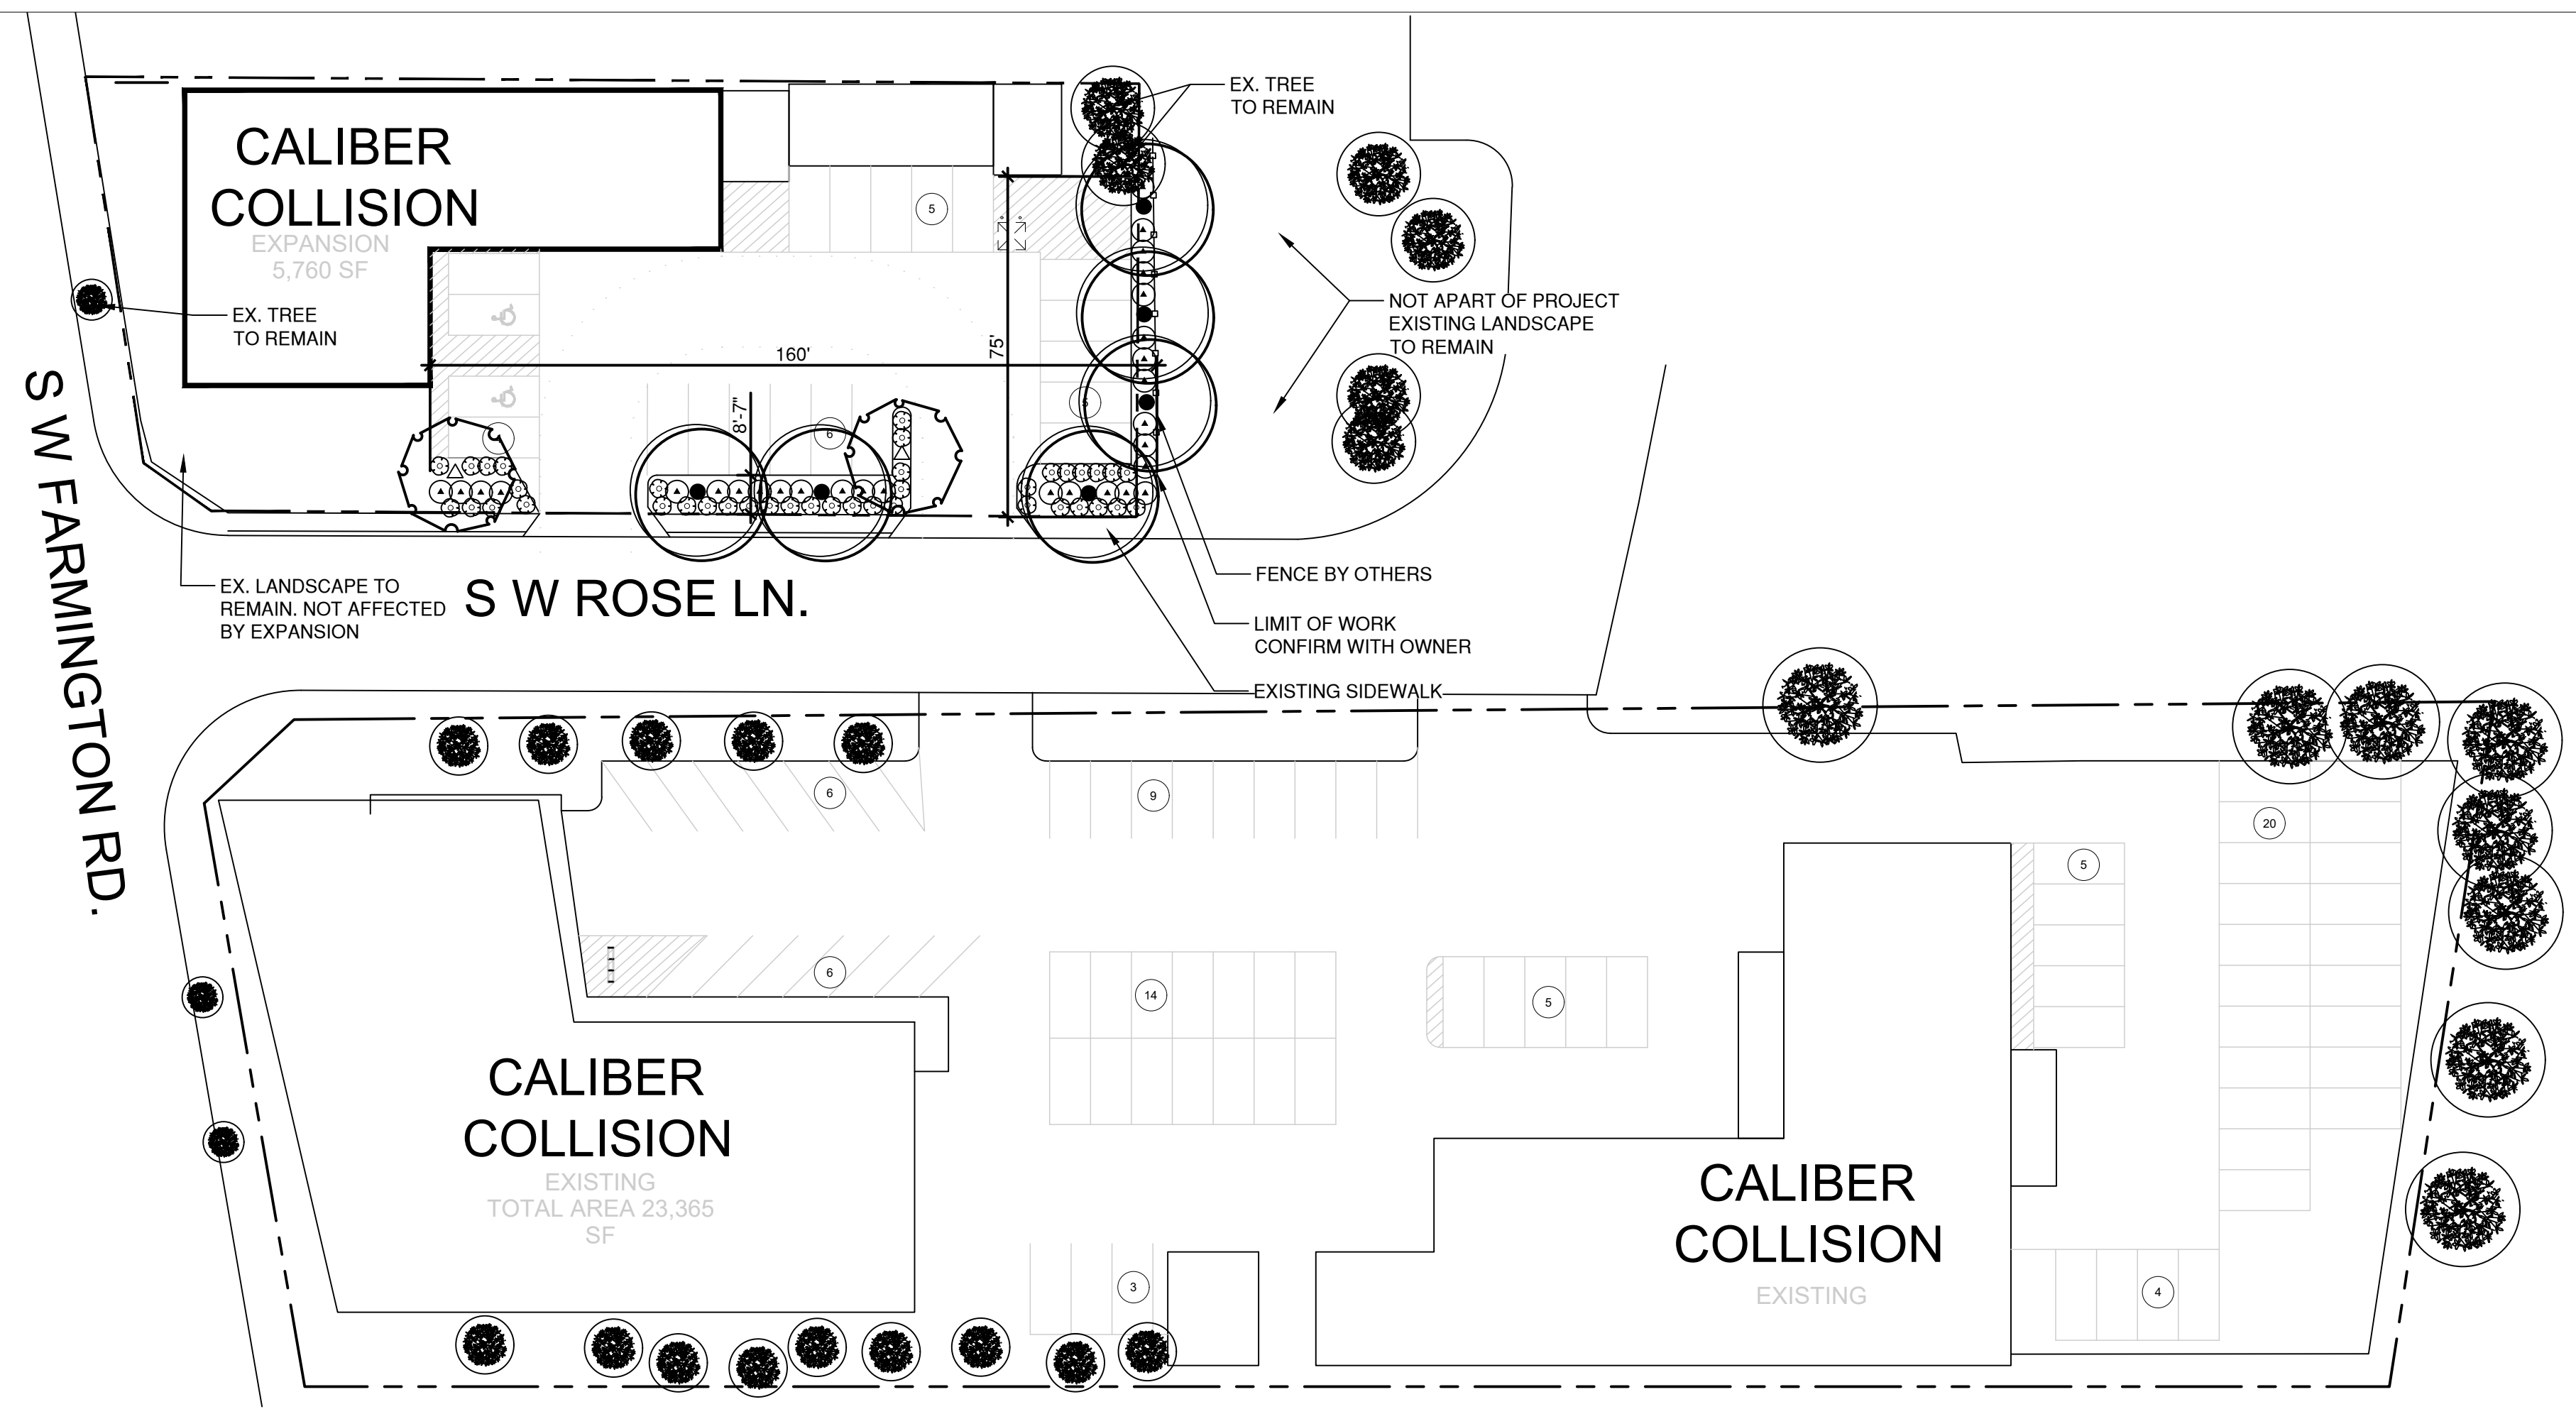 CALIBER
COLLISION
EXPANSION
5,760 SF
EX. TREE
TO REMAIN
EX. TREE
TO REMAIN
5
NOT APART OF PROJECT
EXISTING LANDSCAPE
TO REMAIN
160'
75'
8'-7"
5
6
S W FARMINGTON RD.
EX. LANDSCAPE TO
REMAIN. NOT AFFECTED
BY EXPANSION
S W ROSE LN.
FENCE BY OTHERS
LIMIT OF WORK
CONFIRM WITH OWNER
EXISTING SIDEWALK
6
9
20
5
6
14
5
CALIBER
COLLISION
EXISTING
TOTAL AREA 23,365
SF
CALIBER
COLLISION
EXISTING
3
4